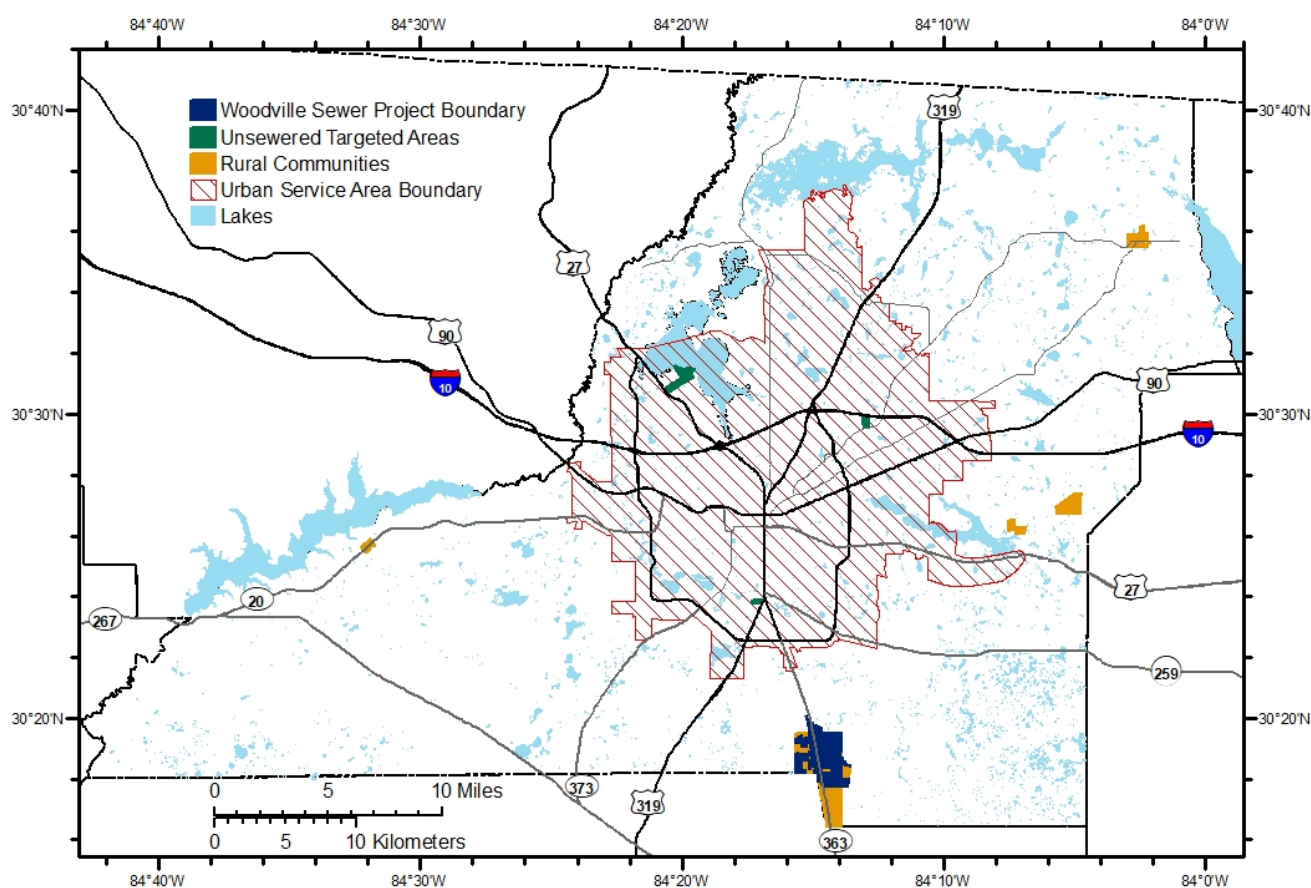 84°40'W 84°30'W 84°20'W 84°10'W 84°0'W
30°40'N 30°40'N
319
Woodville Sewer Project Boundary
Unsewered Targeted Areas
Rural Communities
Urban Service Area Boundary
Lakes
27
90
10
90
30°30'N 30°30'N
10
20
27
267
259
30°20'N 30°20'N
0 5 10 Miles
0 5 10 Kilometers
373
319
363
84°40'W 84°30'W 84°20'W 84°10'W 84°0'W